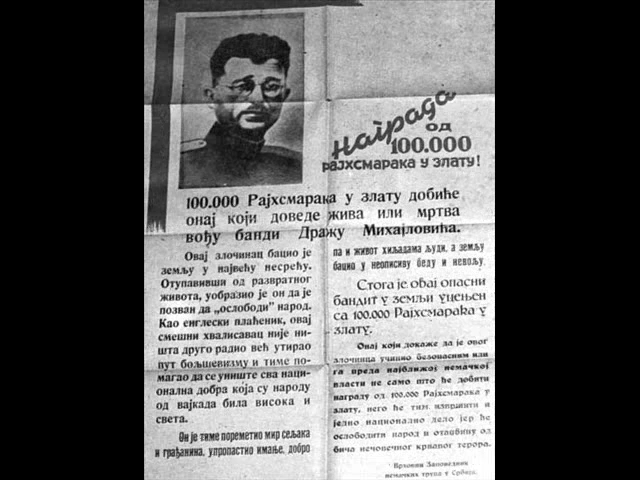 Награда
од
100.000
рајхсмарака у злату!
100.000 Рајхсмарака у злату добиће
онај који доведе жива или мртва
вођу банди Дражу Михајловића.
Овај злочинац бацио је
земљу у највећу несрећу.
Отупавивши од развратног
живота, уобразио је он да је
позван да „ослободи" народ.
Као енглески плаћеник, овај
смешни хвалисавац није ни-
шта друго радио већ утирао
пут бољшевизму и тиме по-
магао да се униште сва наци-
онална добра која су народу
од вајкада била висока и
света.
Он је тиме пореметио мир сељака
и грађанина, упропастио имање, добро
па и живот хиљадама људи, а земљу
бацио у неописиву беду и невољу.
Стога је овај опасни
бандит у земљи уцењен
са 100.000 Рајхсмарака у
злату.
Онај који докаже да је овог
злочинца учинио безопасним или
га преда најближој немачкој
власти не само што ће добити
награду од 100.000 Рајхсмарака у
злату, него ће тим извршити и
једно национално дело јер ће
ослободити народ и отаџбину од
бича нечовечног крвавог терора.
Врховни Заповедник
немачких трупа у Србији.